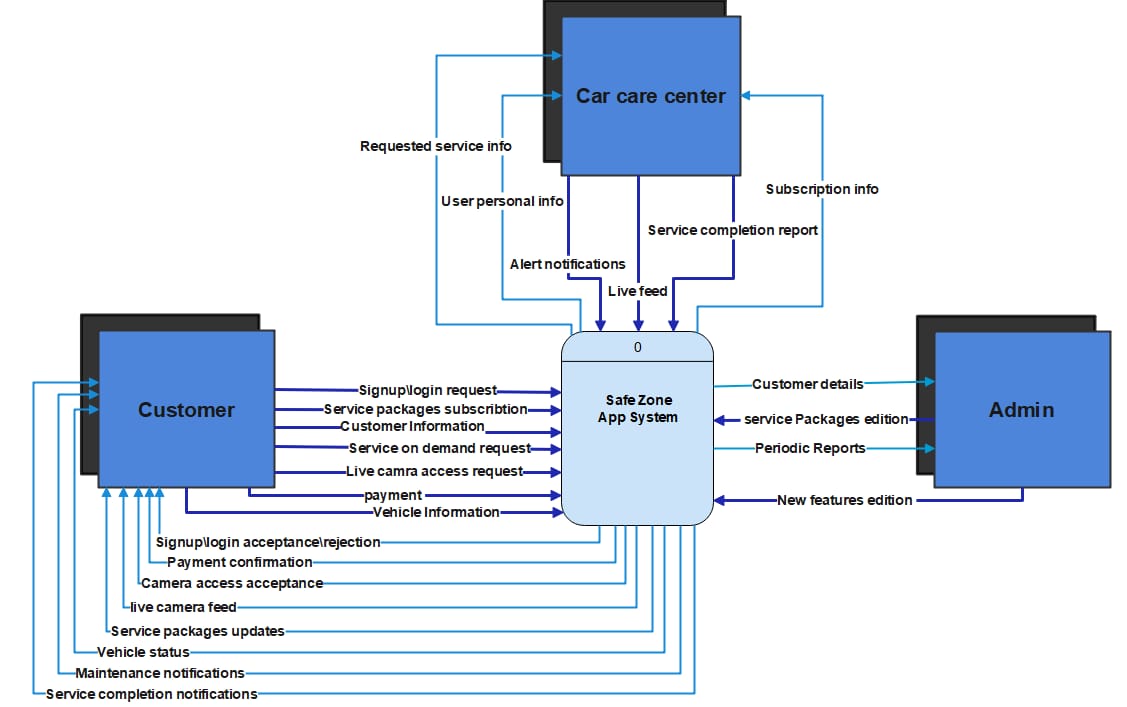 Car care center
Requested service info
Subscription info
User personal info
Service completion report
Alert notifications
Live feed
0
Safe Zone
App System
Customer
Admin
Signup\login request
Service packages subscribtion
Customer Information
Service on demand request
Live camra access request
payment
Vehicle Information
Customer details
service Packages edition
Periodic Reports
New features edition
Signup\login acceptance\rejection
Payment confirmation
Camera access acceptance
live camera feed
Service packages updates
Vehicle status
Maintenance notifications
Service completion notifications